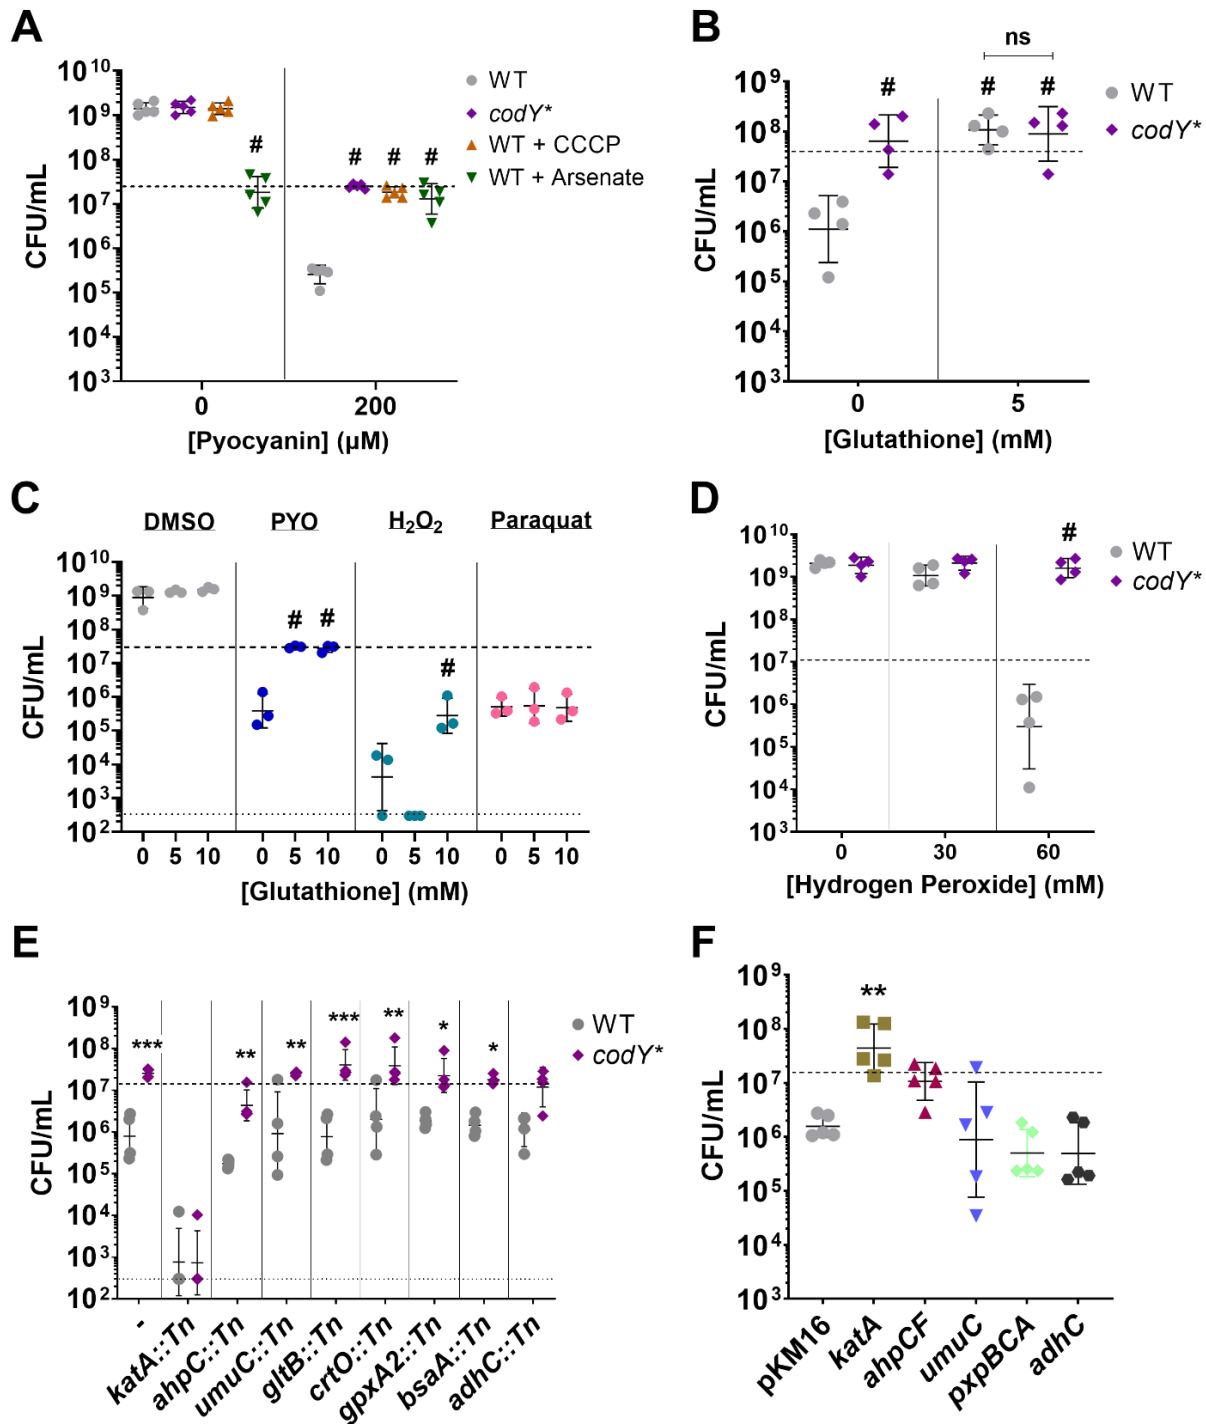 A
10^10
10^9
10^8
10^7
10^6
10^5
10^4
10^3
CFU/mL
#
#
#
#
WT
codY*
WT + CCCP
WT + Arsenate
0
200
[Pyocyanin] (µM)
B
ns
10^9
10^8
10^7
10^6
10^5
10^4
10^3
CFU/mL
#
#
#
WT
codY*
0
5
[Glutathione] (mM)
C
DMSO
PYO
H₂O₂
Paraquat
10^10
10^9
10^8
10^7
10^6
10^5
10^4
10^3
10^2
CFU/mL
#
#
#
0 5 10 0 5 10 0 5 10 0 5 10
[Glutathione] (mM)
D
10^10
10^9
10^8
10^7
10^6
10^5
10^4
10^3
CFU/mL
#
WT
codY*
0
30
60
[Hydrogen Peroxide] (mM)
E
10^9
10^8
10^7
10^6
10^5
10^4
10^3
10^2
CFU/mL
***
**
**
***
**
*
*
WT
codY*
-
katA::Tn
ahpC::Tn
umuC::Tn
gltB::Tn
crtO::Tn
gpxA2::Tn
bsaA::Tn
adhC::Tn
F
10^9
10^8
10^7
10^6
10^5
10^4
10^3
CFU/mL
**
pKM16
katA
ahpCF
umuC
pxpBCA
adhC